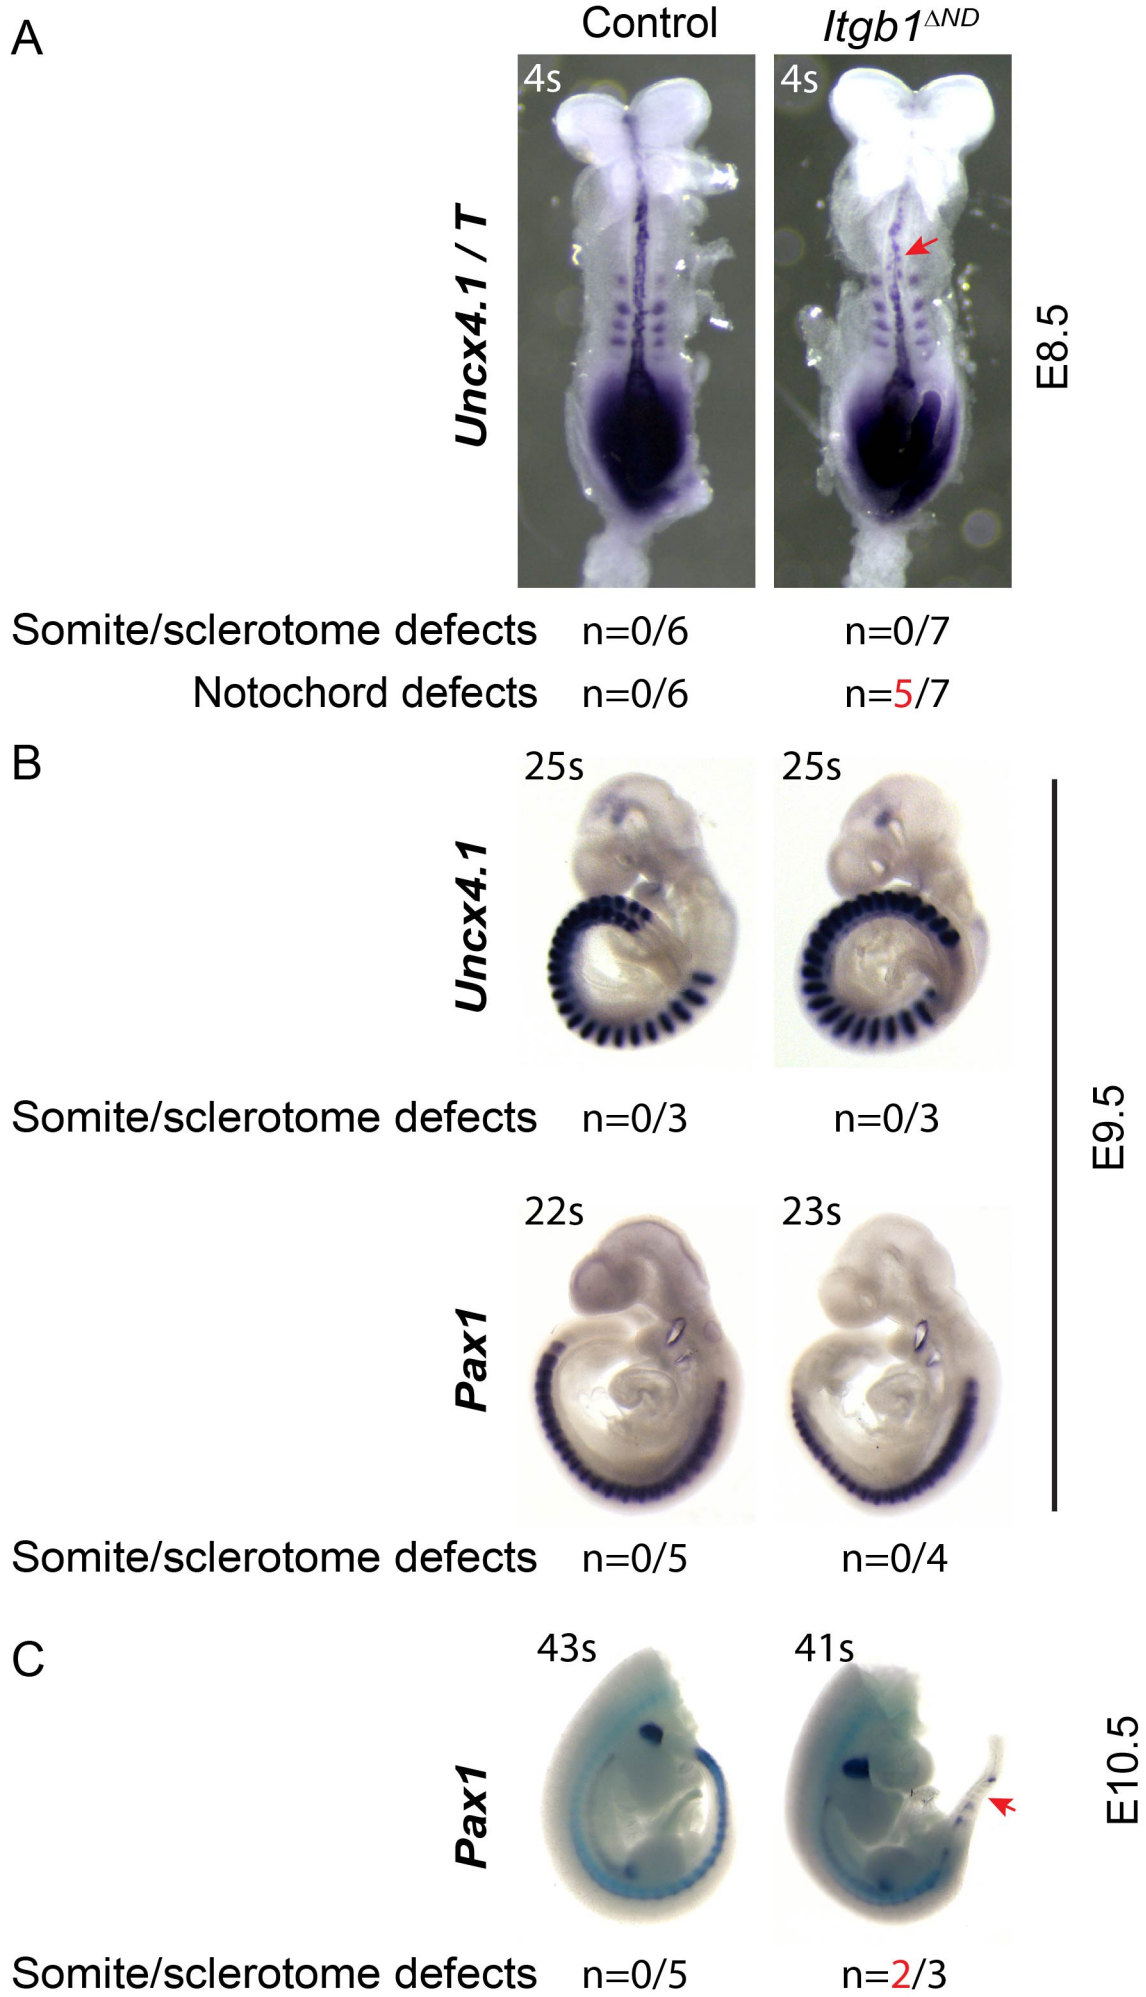 A
Control
Itgb1ΔND
4s
4s
Uncx4.1 / T
E8.5
Somite/sclerotome defects n=0/6 n=0/7
Notochord defects n=0/6 n=5/7
B
25s
25s
Uncx4.1
Somite/sclerotome defects n=0/3 n=0/3
E9.5
22s
23s
Pax1
Somite/sclerotome defects n=0/5 n=0/4
C
43s
41s
Pax1
E10.5
Somite/sclerotome defects n=0/5 n=2/3